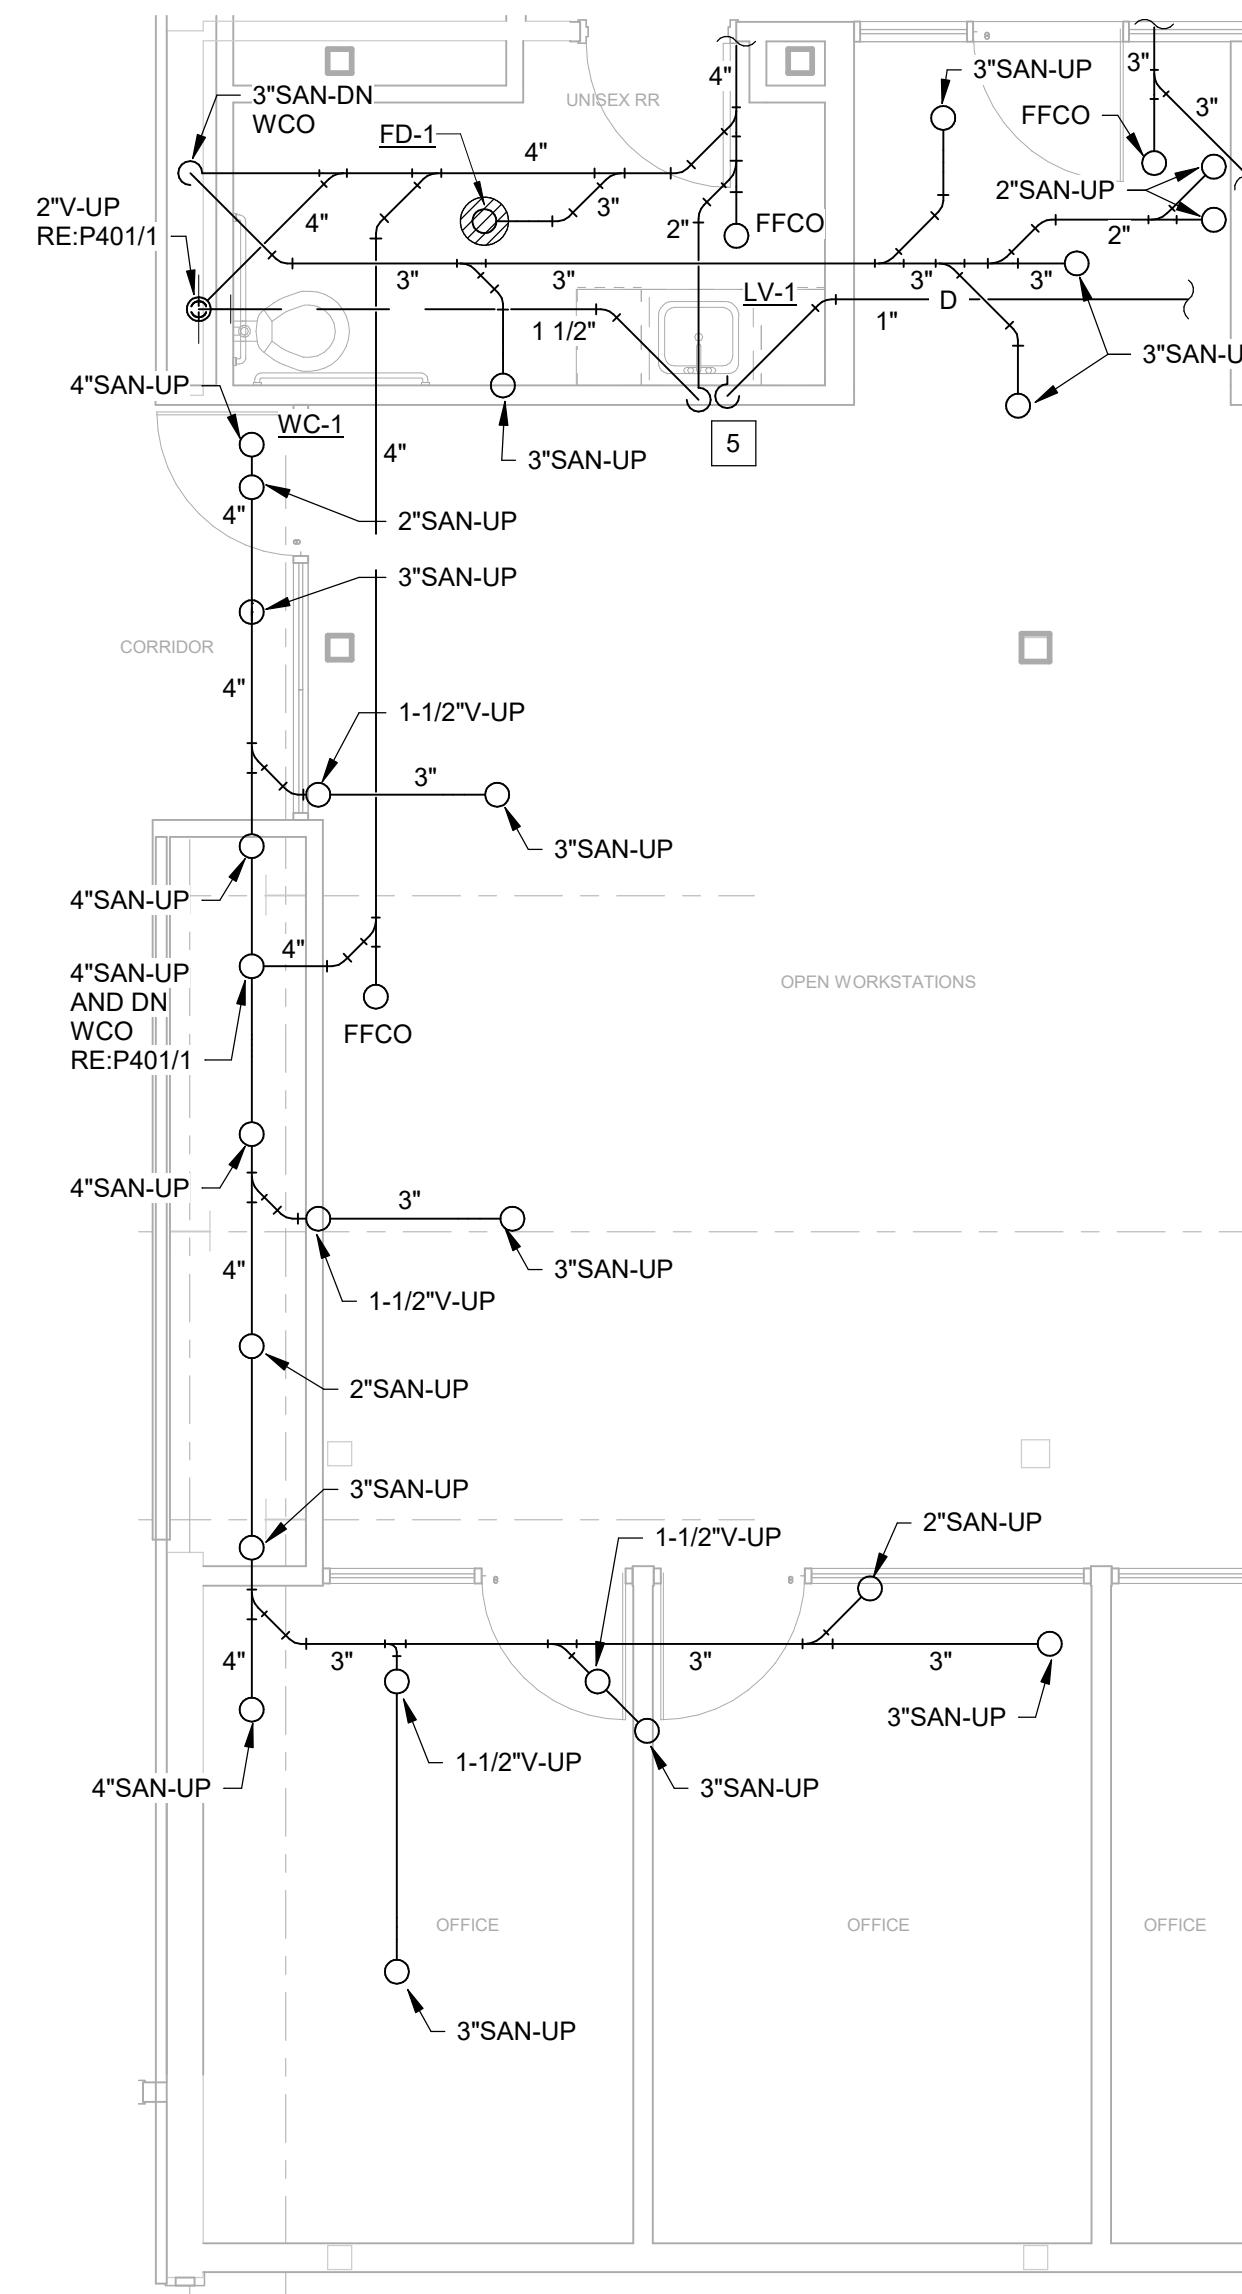 4"
3"SAN-UP
3"
3"SAN-DN
WCO
FD-1
UNISEX RR
4"
FFCO
3"
2"SAN-UP
2"V-UP
RE:P401/1
4"
3"
2"
FFCO
2"
3"
3"
LV-1
3"
3"
D
1"
1 1/2"
3"SAN-U
4"SAN-UP
WC-1
4"
3"SAN-UP
5
4"
2"SAN-UP
3"SAN-UP
CORRIDOR
4"
1-1/2"V-UP
3"
3"SAN-UP
4"SAN-UP
4"
4"SAN-UP
AND DN
WCO
RE:P401/1
OPEN WORKSTATIONS
FFCO
4"SAN-UP
3"
4"
3"SAN-UP
1-1/2"V-UP
2"SAN-UP
3"SAN-UP
1-1/2"V-UP
2"SAN-UP
4"
3"
3"
3"
3"SAN-UP
4"SAN-UP
1-1/2"V-UP
3"SAN-UP
OFFICE
OFFICE
OFFICE
3"SAN-UP